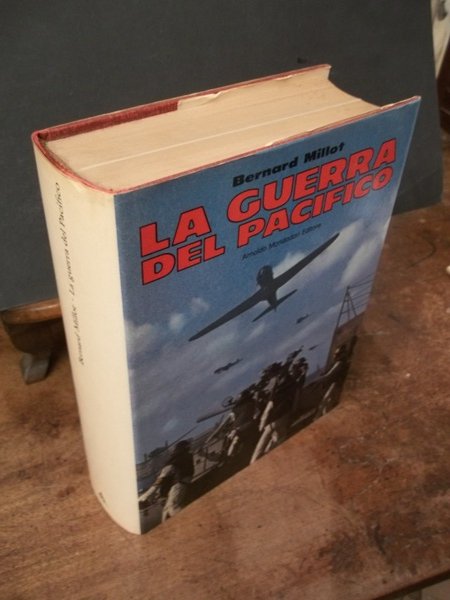 Bernard Millot
LA GUERRA
DEL PACIFICO
Arnoldo Mondadori Editore
Bernard Millot - La guerra del Pacifico